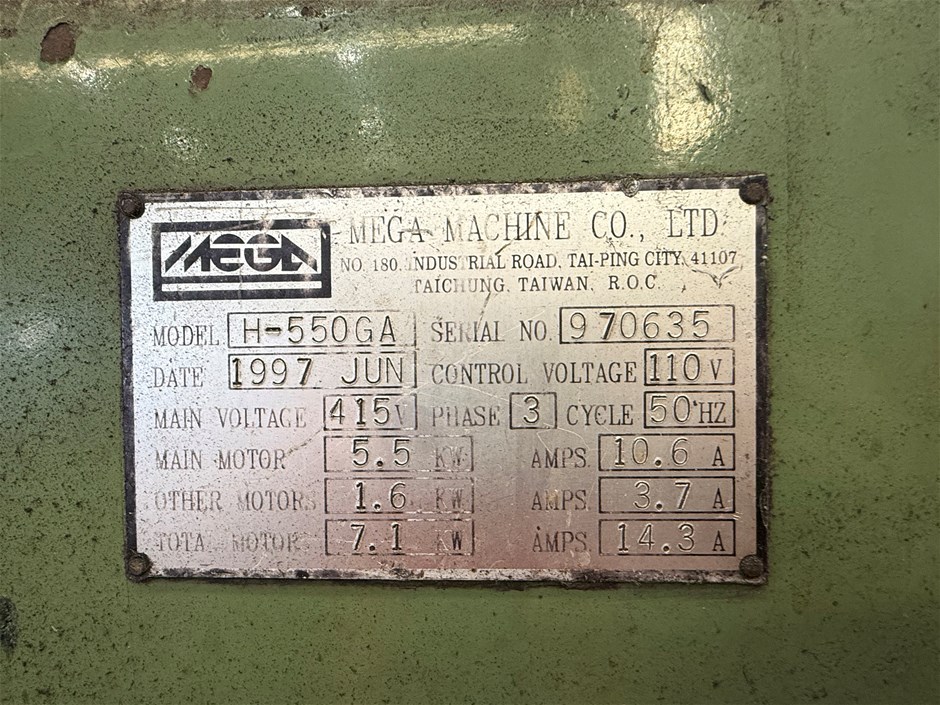 MEGA
MEGA MACHINE CO., LTD
NO. 180. INDUSTRIAL ROAD, TAI-PING CITY, 41107
TAICHUNG, TAIWAN, R.O.C.
MODEL H-550GA SERIAL NO. 970635
DATE 1997 JUN CONTROL VOLTAGE 110 V
MAIN VOLTAGE 415 V PHASE 3 CYCLE 50 HZ
MAIN MOTOR 5.5 KW AMPS. 10.6 A
OTHER MOTORS 1.6 KW AMPS. 3.7 A
TOTAL MOTORS 7.1 KW AMPS. 14.3 A